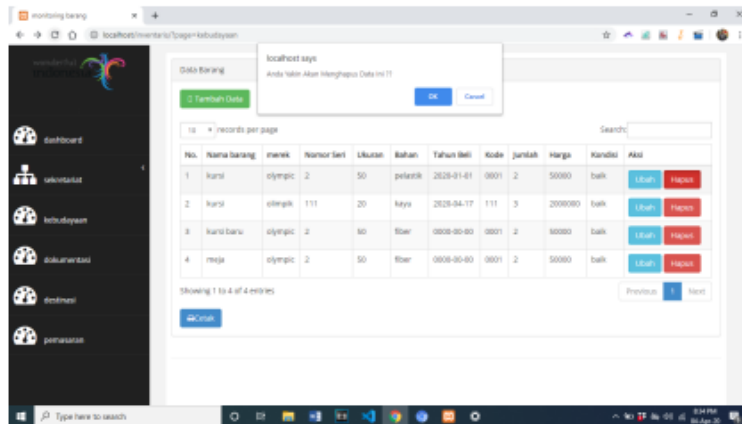 monitoring barang
localhost/inventaris/?page=kebudayaan
wonderful
indonesia
localhost says
Anda Yakin Akan Menghapus Data Ini ??
OK Cancel
Data Barang
Tambah Data
10 records per page
Search:
No. Nama barang merek Nomor Seri Ukuran Bahan Tahun Beli Kode Jumlah Harga Kondisi Aksi
1 kursi olympic 2 50 pelastik 2020-01-01 0001 2 50000 baik Ubah Hapus
2 kursi olimpik 111 20 kayu 2020-04-17 111 3 2000000 baik Ubah Hapus
3 kursi baru olympic 2 50 fiber 0000-00-00 0001 2 50000 baik Ubah Hapus
4 meja olympic 2 50 fiber 0000-00-00 0001 2 50000 baik Ubah Hapus
Showing 1 to 4 of 4 entries
Previous 1 Next
Cetak
dashboard
sekretariat
kebudayaan
dokumentasi
destinasi
pemasaran
Type here to search
8:34 PM